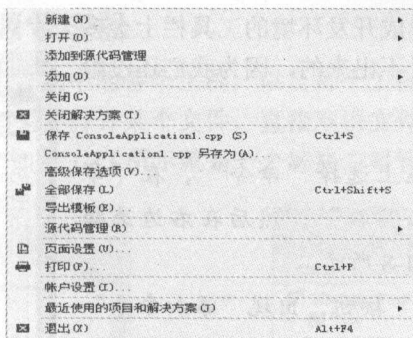 新建(N)
打开(O)
添加到源代码管理
添加(D)
关闭(C)
关闭解决方案(T)
保存 ConsoleApplication1.cpp (S) Ctrl+S
ConsoleApplication1.cpp 另存为(A)...
高级保存选项(V)...
全部保存(L) Ctrl+Shift+S
导出模板(E)...
源代码管理(R)
页面设置(U)...
打印(P)... Ctrl+P
帐户设置(I)...
最近使用的项目和解决方案(J)
退出(X) Alt+F4